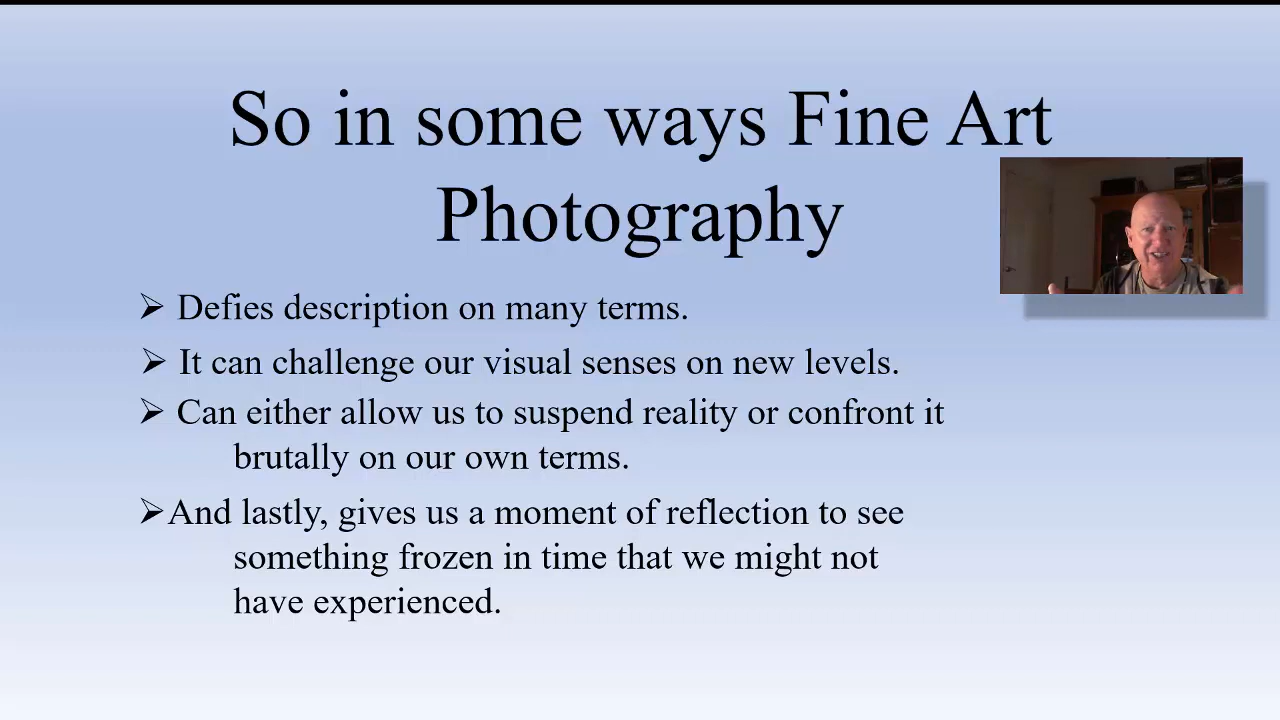 So in some ways Fine Art
Photography
➢ Defies description on many terms.
➢ It can challenge our visual senses on new levels.
➢ Can either allow us to suspend reality or confront it
brutally on our own terms.
➢And lastly, gives us a moment of reflection to see
something frozen in time that we might not
have experienced.